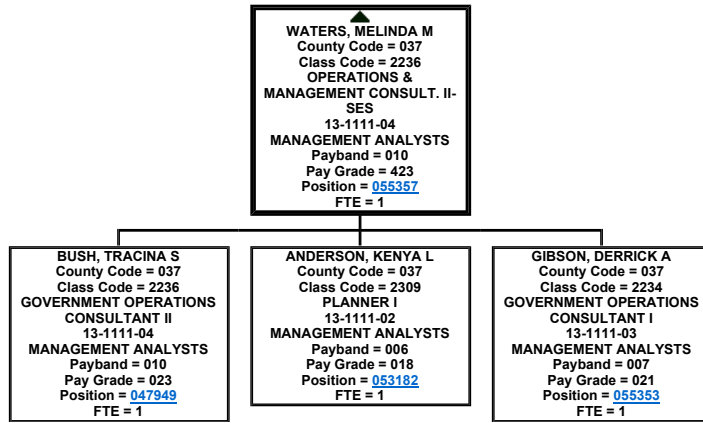 WATERS, MELINDA M
County Code = 037
Class Code = 2236
OPERATIONS &
MANAGEMENT CONSULT. II-
SES
13-1111-04
MANAGEMENT ANALYSTS
Payband = 010
Pay Grade = 423
Position = 055357
FTE = 1
BUSH, TRACINA S
County Code = 037
Class Code = 2236
GOVERNMENT OPERATIONS
CONSULTANT II
13-1111-04
MANAGEMENT ANALYSTS
Payband = 010
Pay Grade = 023
Position = 047949
FTE = 1
ANDERSON, KENYA L
County Code = 037
Class Code = 2309
PLANNER I
13-1111-02
MANAGEMENT ANALYSTS
Payband = 006
Pay Grade = 018
Position = 053182
FTE = 1
GIBSON, DERRICK A
County Code = 037
Class Code = 2234
GOVERNMENT OPERATIONS
CONSULTANT I
13-1111-03
MANAGEMENT ANALYSTS
Payband = 007
Pay Grade = 021
Position = 055353
FTE = 1